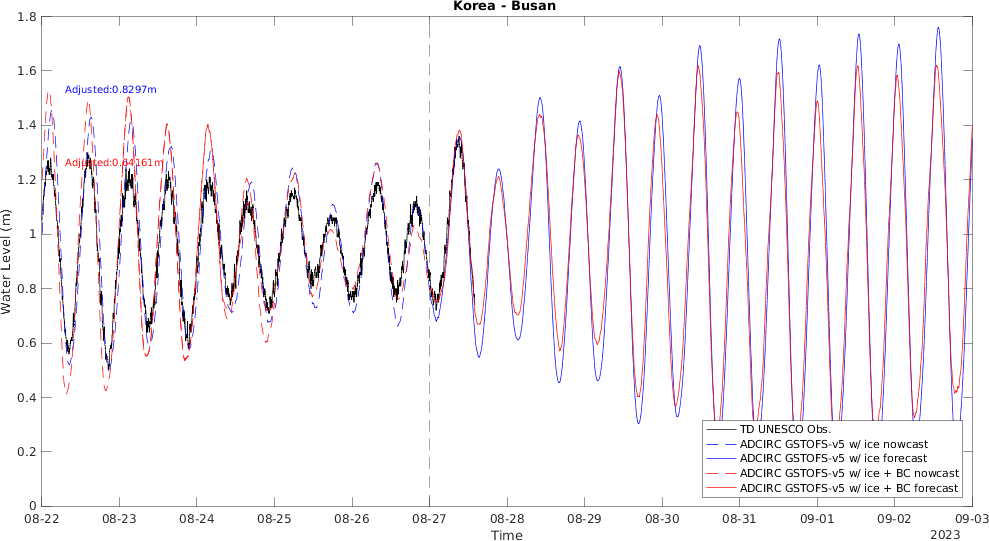 Korea - Busan
1.8
1.6
1.4
1.2
1
0.8
0.6
0.4
0.2
0
Water Level (m)
Adjusted:0.8297m
Adjusted:0.64161m
TD UNESCO Obs.
ADCIRC GSTOFS-v5 w/ ice nowcast
ADCIRC GSTOFS-v5 w/ ice forecast
ADCIRC GSTOFS-v5 w/ ice + BC nowcast
ADCIRC GSTOFS-v5 w/ ice + BC forecast
08-22 08-23 08-24 08-25 08-26 08-27 08-28 08-29 08-30 08-31 09-01 09-02 09-03
Time
2023